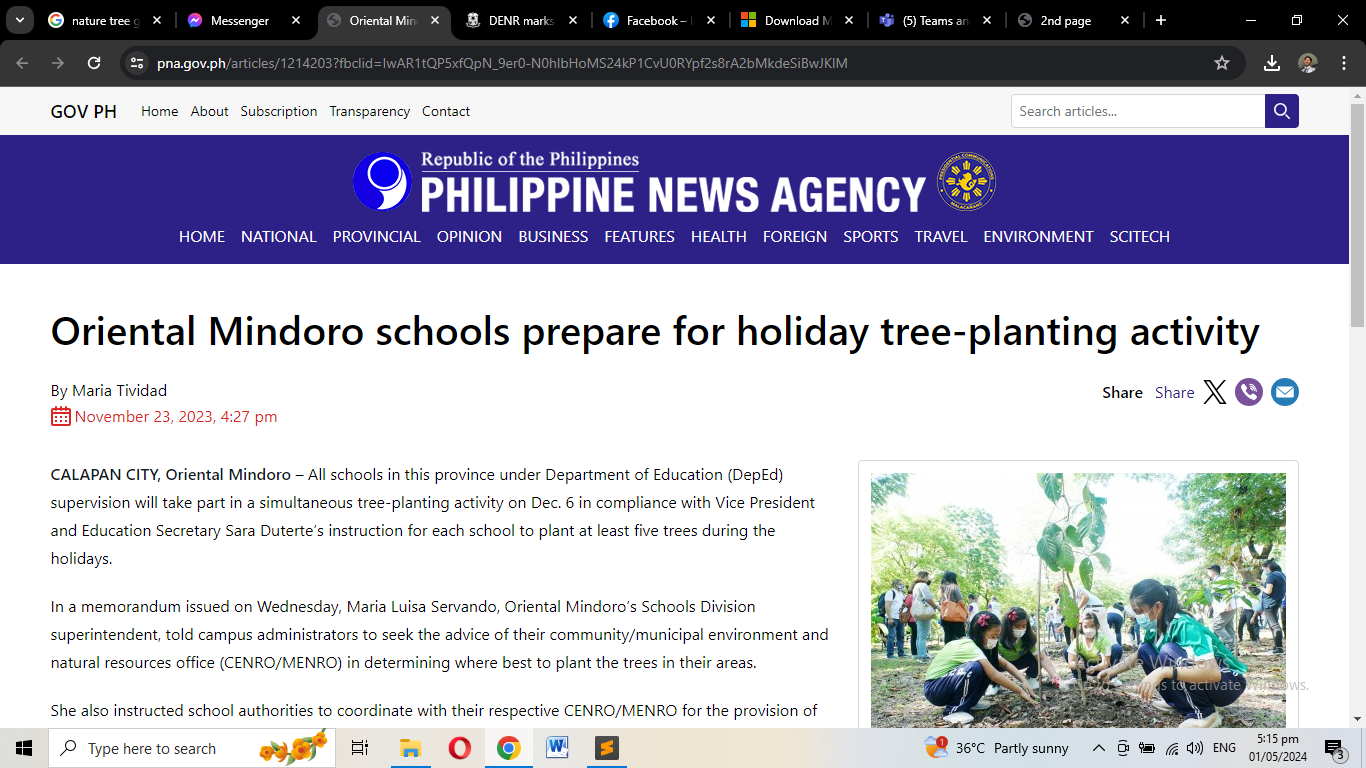 nature tree g
Messenger
Oriental Min
DENR marks
Facebook –
Download M
(5) Teams an
2nd page
pna.gov.ph/articles/1214203?fbclid=IwAR1tQP5xfQpN_9er0-N0hlbHoMS24kP1CvU0RYpf2s8rA2bMkdeSiBwJKlM
GOV PH Home About Subscription Transparency Contact
Search articles...
Republic of the Philippines
PHILIPPINE NEWS AGENCY
HOME NATIONAL PROVINCIAL OPINION BUSINESS FEATURES HEALTH FOREIGN SPORTS TRAVEL ENVIRONMENT SCITECH
Oriental Mindoro schools prepare for holiday tree-planting activity
By Maria Tividad
Share Share
November 23, 2023, 4:27 pm
CALAPAN CITY, Oriental Mindoro – All schools in this province under Department of Education (DepEd)
supervision will take part in a simultaneous tree-planting activity on Dec. 6 in compliance with Vice President
and Education Secretary Sara Duterte’s instruction for each school to plant at least five trees during the
holidays.
In a memorandum issued on Wednesday, Maria Luisa Servando, Oriental Mindoro’s Schools Division
superintendent, told campus administrators to seek the advice of their community/municipal environment and
natural resources office (CENRO/MENRO) in determining where best to plant the trees in their areas.
She also instructed school authorities to coordinate with their respective CENRO/MENRO for the provision of
Activate Windows
to activate Windows.
Type here to search
1
36°C Partly sunny
ENG
5:15 pm
01/05/2024
3